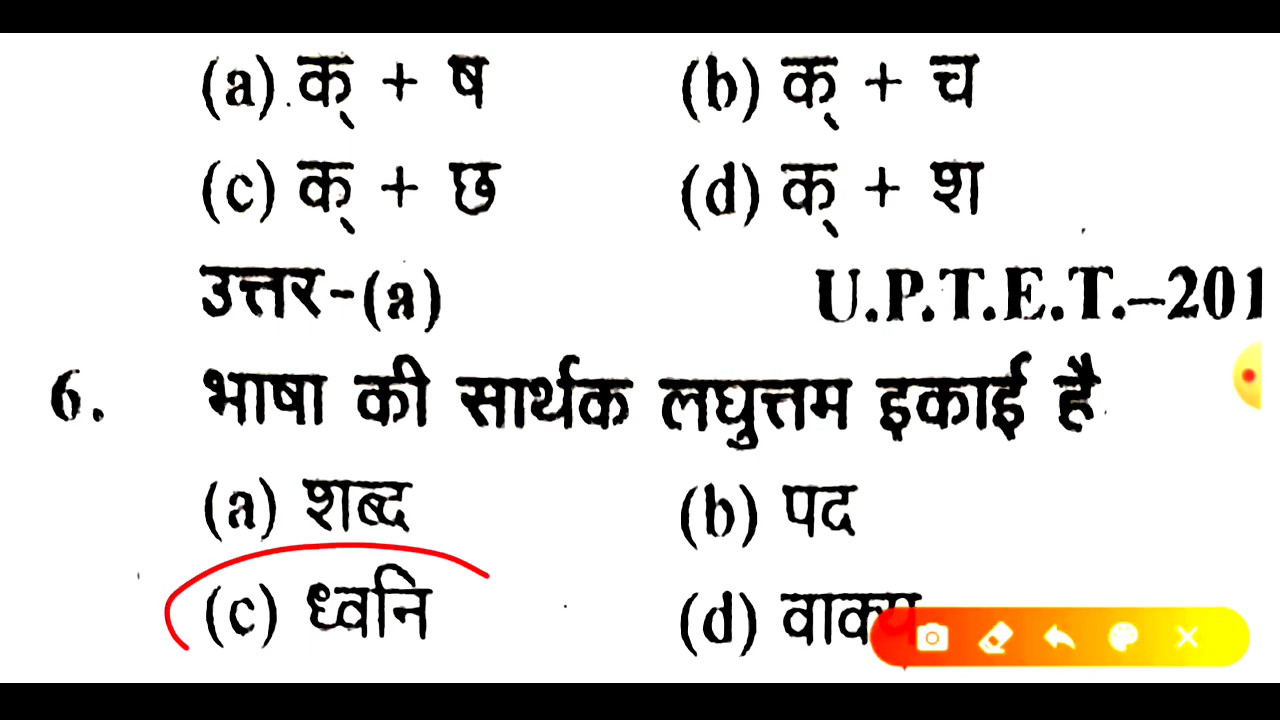 (a) क् + ष (b) क् + च
(c) क् + छ (d) क् + श
उत्तर-(a) U.P.T.E.T.–201
6. भाषा की सार्थक लघुत्तम इकाई है
(a) शब्द (b) पद
(c) ध्वनि (d) वाक्य